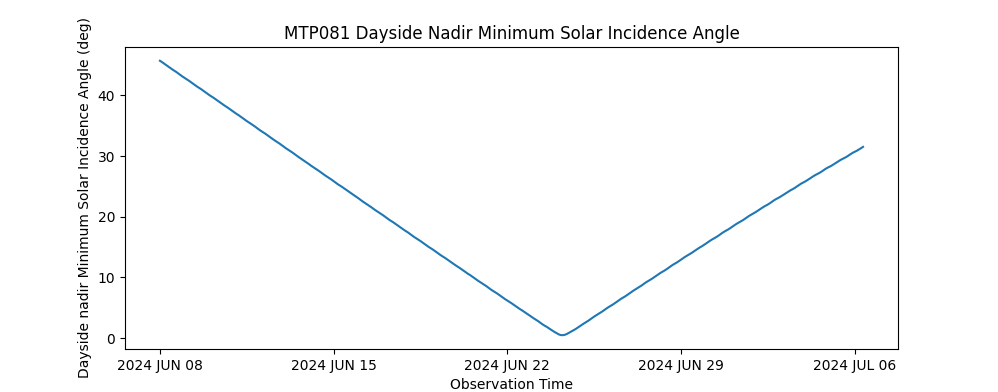 MTP081 Dayside Nadir Minimum Solar Incidence Angle
Dayside nadir Minimum Solar Incidence Angle (deg)
40
30
20
10
0
2024 JUN 08
2024 JUN 15
2024 JUN 22
2024 JUN 29
2024 JUL 06
Observation Time